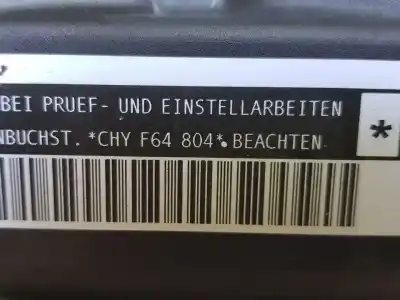 BEI PRUEF- UND EINSTELLARBEITEN
NBUCHST. *CHY F64 804*. BEACHTEN
*